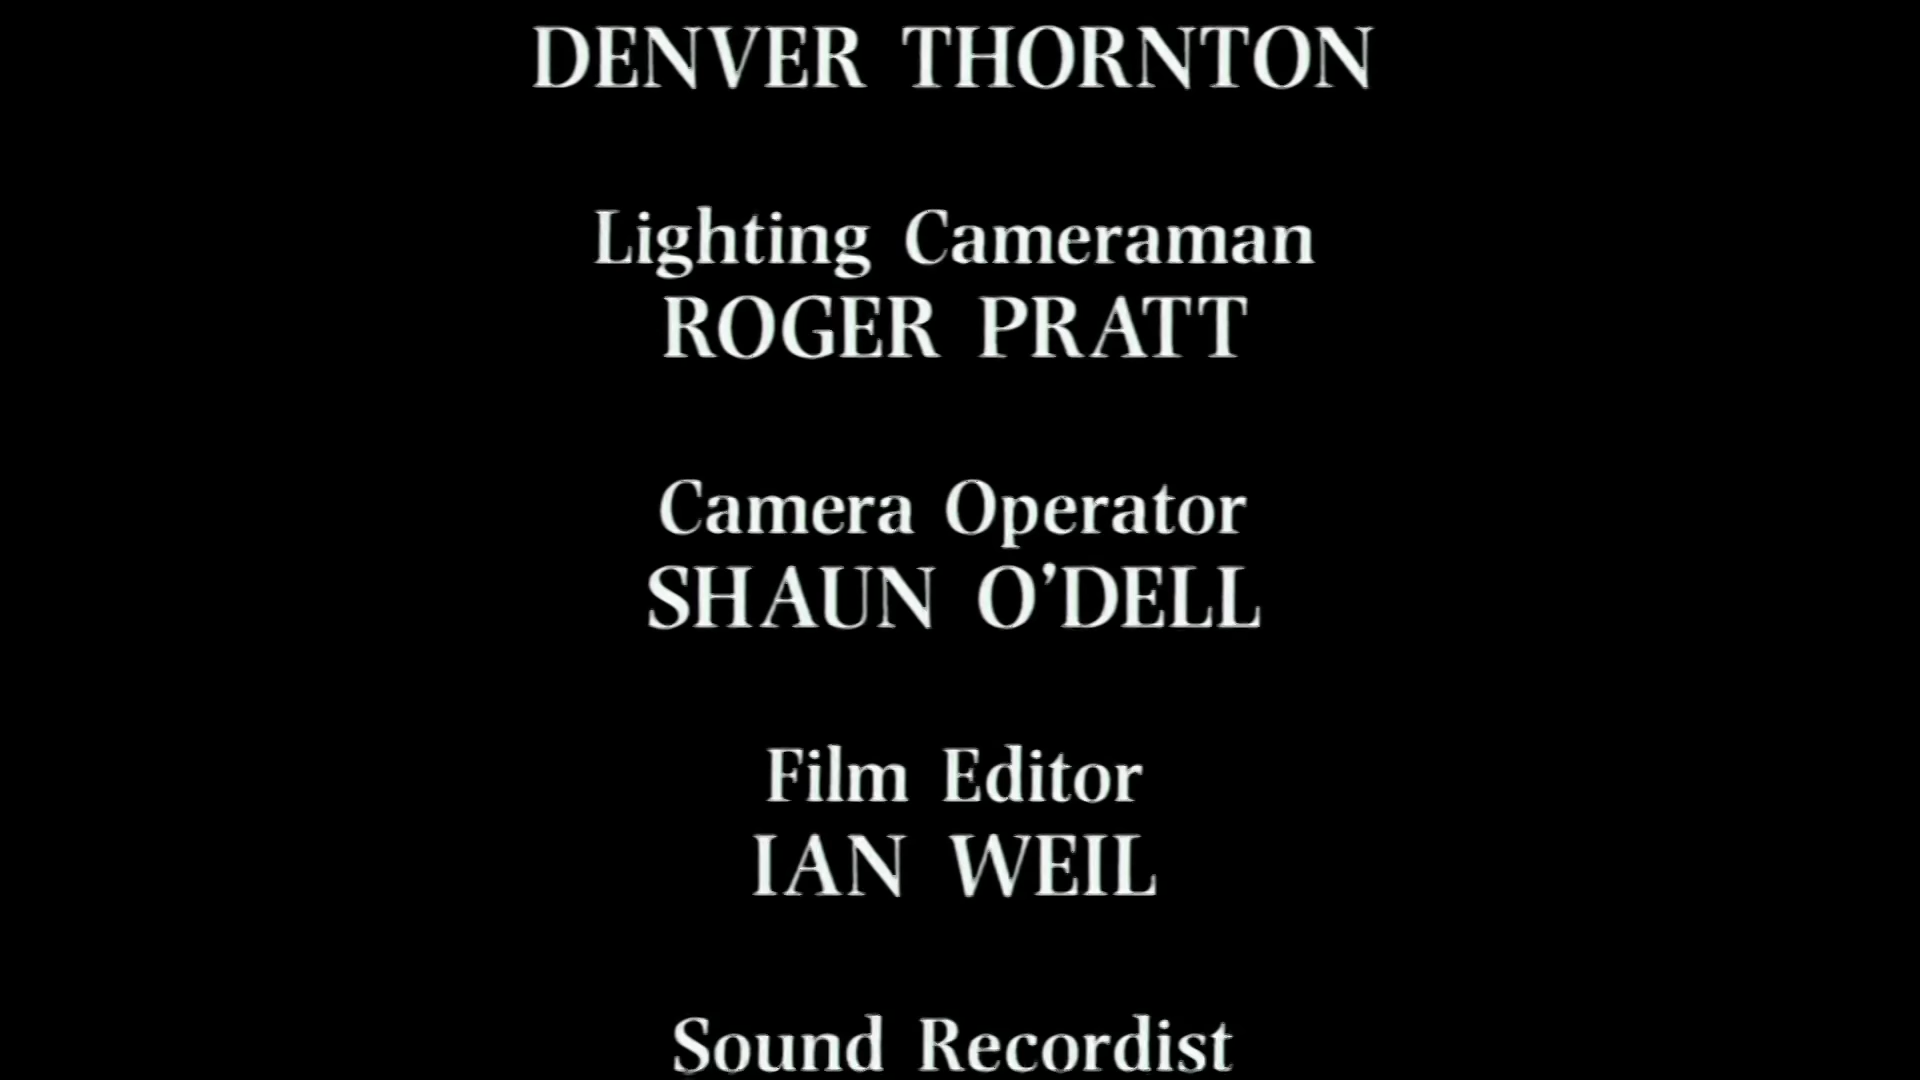 DENVER THORNTON
Lighting Cameraman
ROGER PRATT
Camera Operator
SHAUN O’DELL
Film Editor
IAN WEIL
Sound Recordist